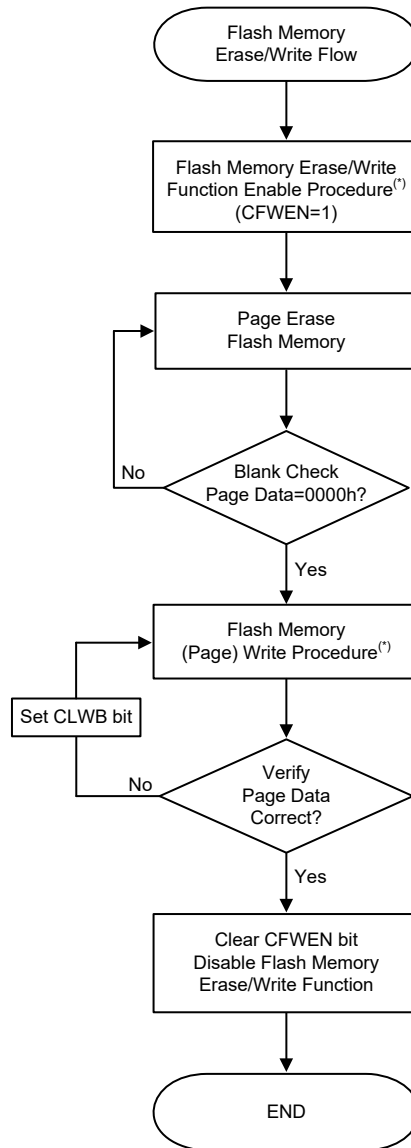 Flash Memory
Erase/Write Flow
Flash Memory Erase/Write
Function Enable Procedure(*)
(CFWEN=1)
Page Erase
Flash Memory
No
Blank Check
Page Data=0000h?
Yes
Flash Memory
(Page) Write Procedure(*)
Set CLWB bit
No
Verify
Page Data
Correct?
Yes
Clear CFWEN bit
Disable Flash Memory
Erase/Write Function
END